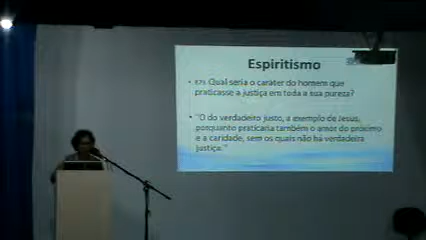 Espiritismo
• 879. Qual seria o caráter do homem que
praticasse a justiça em toda a sua pureza?
• "O do verdadeiro justo, a exemplo de Jesus,
porquanto praticaria também o amor do próximo
e a caridade, sem os quais não há verdadeira
justiça."